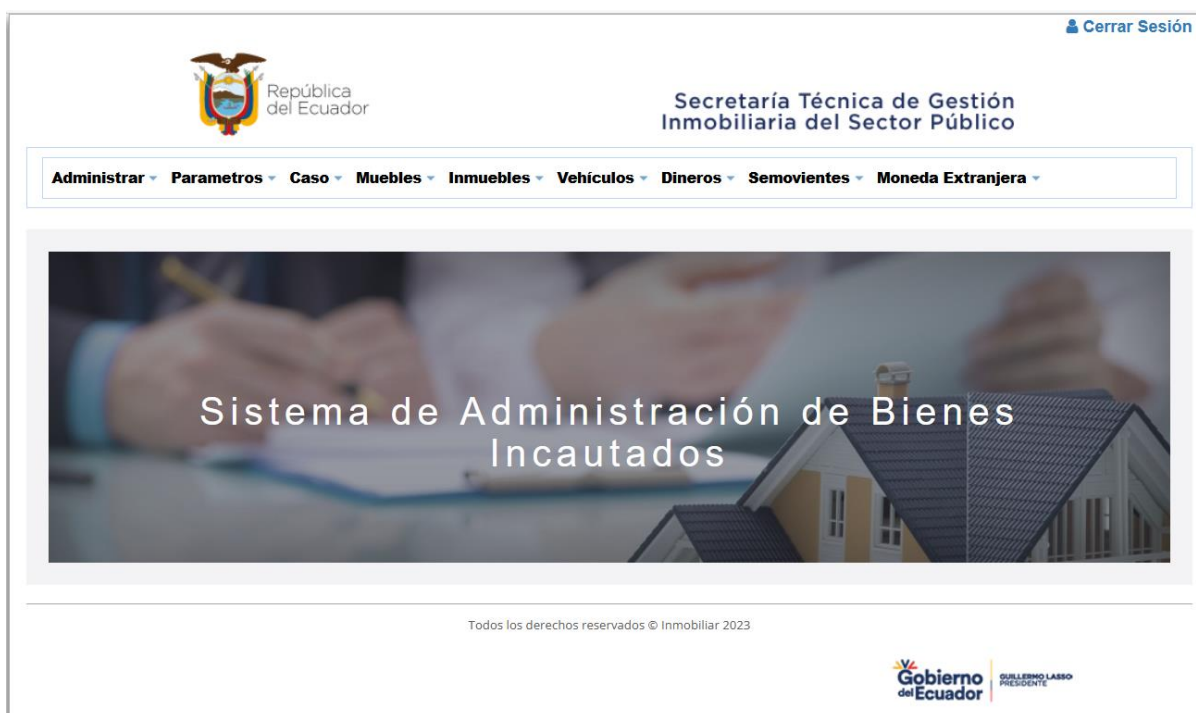 Cerrar Sesión
República
del Ecuador
Secretaría Técnica de Gestión
Inmobiliaria del Sector Público
Administrar Parametros Caso Muebles Inmuebles Vehículos Dineros Semovientes Moneda Extranjera
Sistema de Administración de Bienes
Incautados
Todos los derechos reservados © Inmobiliar 2023
Gobierno
del Ecuador
GUILLERMO LASSO
PRESIDENTE